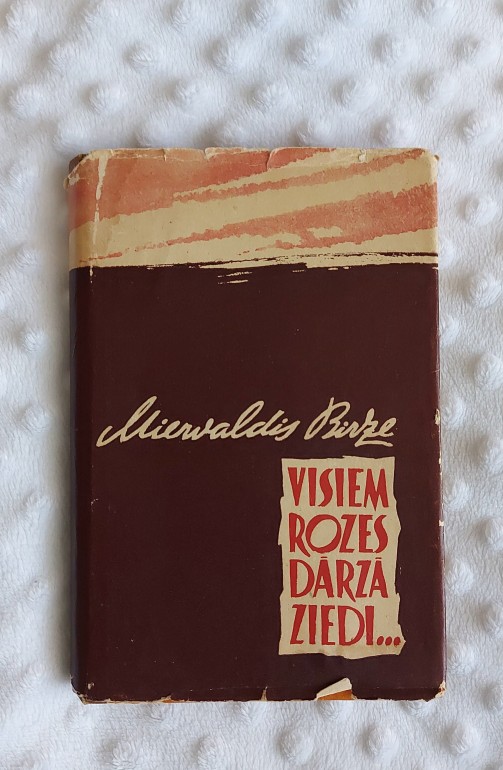 Miervaldis Birze
VISIEM
ROZES
DĀRZĀ
ZIEDI...